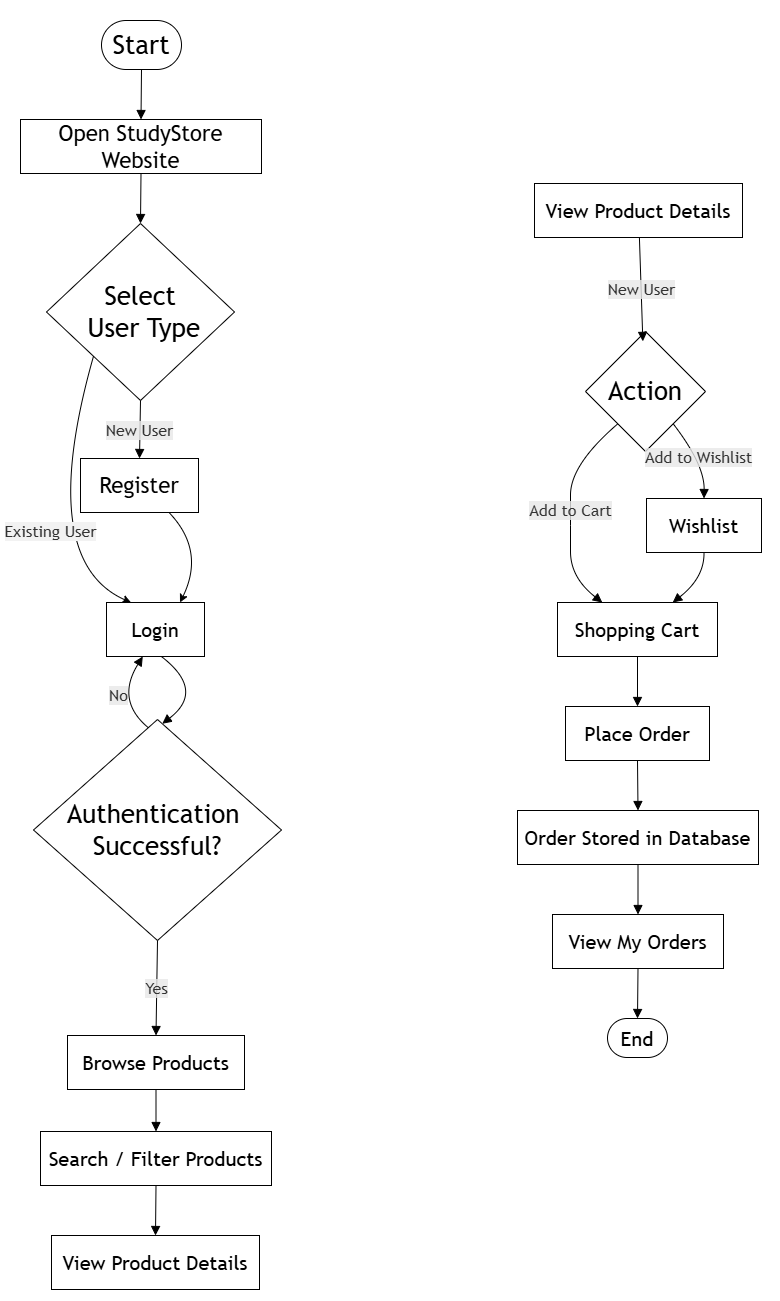 Start
Open StudyStore
Website
Select
User Type
New User
Register
Existing User
Login
No
Authentication
Successful?
Yes
Browse Products
Search / Filter Products
View Product Details
View Product Details
New User
Action
Add to Wishlist
Add to Cart
Wishlist
Shopping Cart
Place Order
Order Stored in Database
View My Orders
End